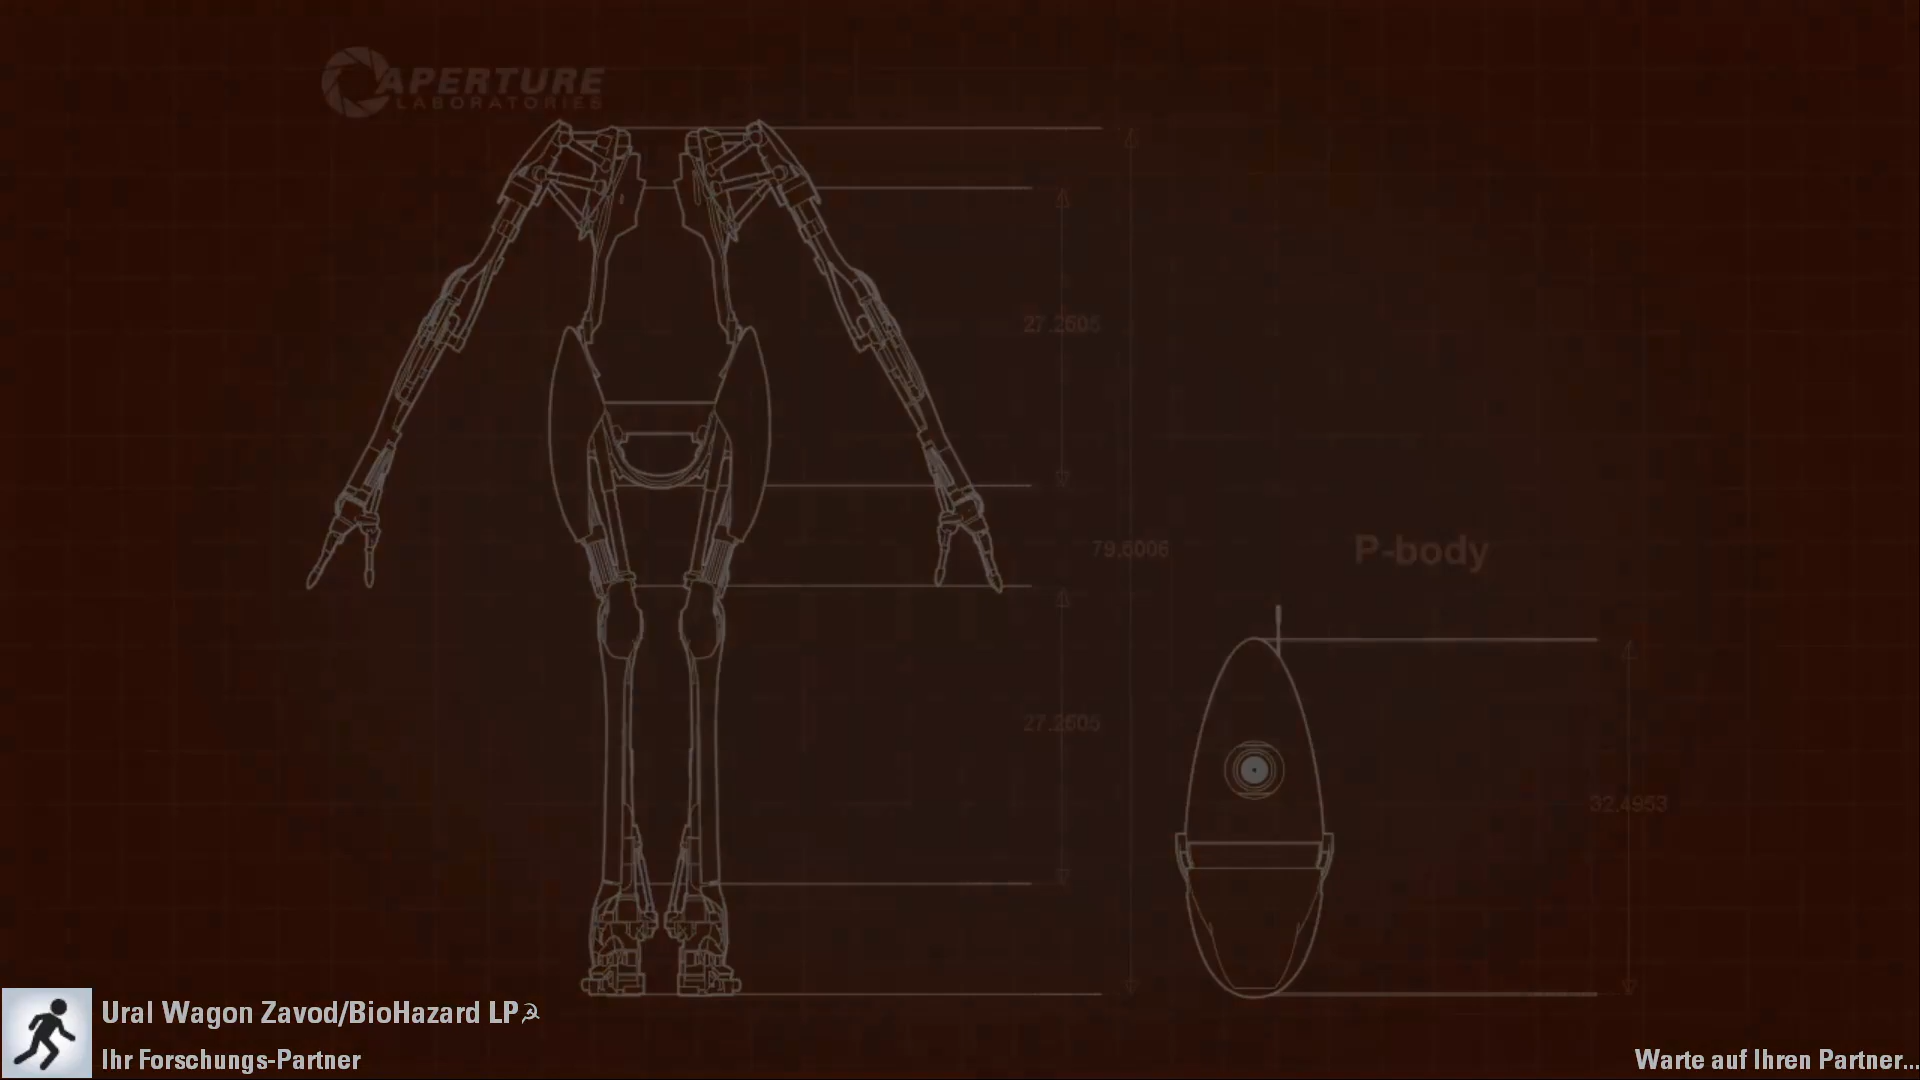 APERTURE
LABORATORIES
27.2605
79.6006
P-body
27.2605
32.4953
Ural Wagon Zavod/BioHazard LP☭
Ihr Forschungs-Partner
Warte auf Ihren Partner...